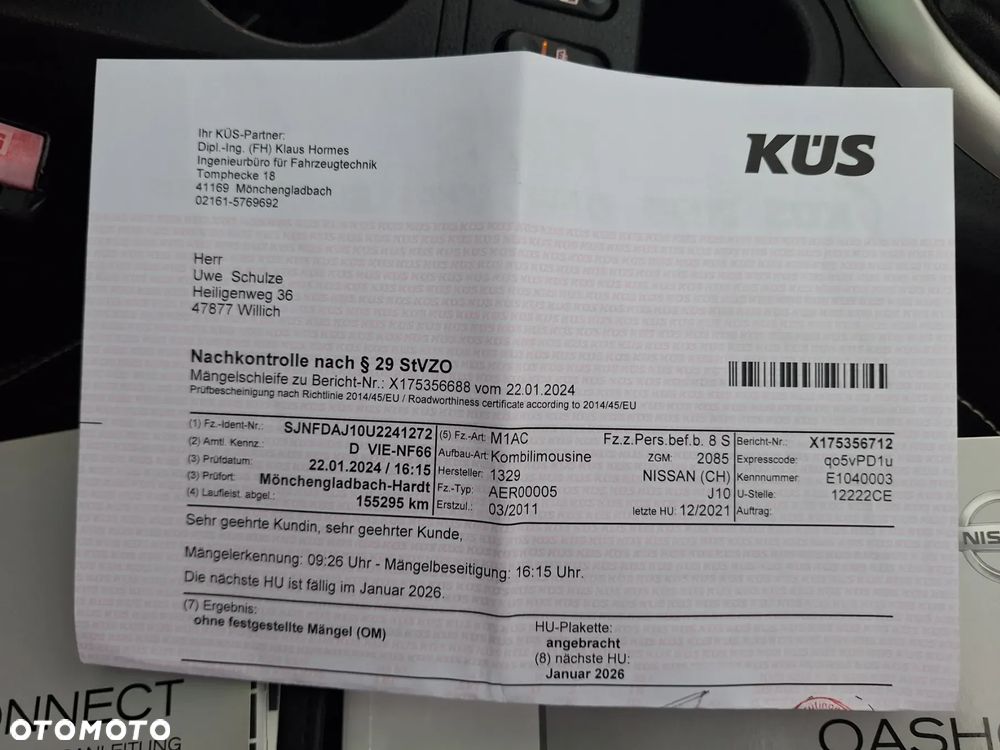 Ihr KÜS-Partner:
Dipl.-Ing. (FH) Klaus Hormes
Ingenieurbüro für Fahrzeugtechnik
Tomphecke 18
41169 Mönchengladbach
02161-5769692
KÜS
Herr
Uwe Schulze
Heiligenweg 36
47877 Willich
Nachkontrolle nach § 29 StVZO
Mängelschleife zu Bericht-Nr.: X175356688 vom 22.01.2024
Prüfbescheinigung nach Richtlinie 2014/45/EU / Roadworthiness certificate according to 2014/45/EU
(1) Fz.-Ident-Nr.: SJNFDAJ10U2241272
(2) Amtl. Kennz.: D VIE-NF66
(3) Prüfdatum: 22.01.2024 / 16:15
(3) Prüfort: Mönchengladbach-Hardt
(4) Laufleist. abgel.: 155295 km
(5) Fz.-Art: M1AC Fz.z.Pers.bef.b. 8 S
Aufbau-Art: Kombilimousine ZGM: 2085
Hersteller: 1329 NISSAN (CH)
Fz.-Typ: AER00005 J10
Erstzul.: 03/2011 letzte HU: 12/2021
Bericht-Nr.: X175356712
Expresscode: qo5vPD1u
Kennnummer E1040003
U-Stelle: 12222CE
Auftrag:
Sehr geehrte Kundin, sehr geehrter Kunde,
Mängelerkennung: 09:26 Uhr - Mängelbeseitigung: 16:15 Uhr.
Die nächste HU ist fällig im Januar 2026.
(7) Ergebnis:
ohne festgestellte Mängel (OM)
HU-Plakette:
angebracht
(8) nächste HU:
Januar 2026
NIS
NNECT
ANLEITUNG
QASH
OTOMOTO